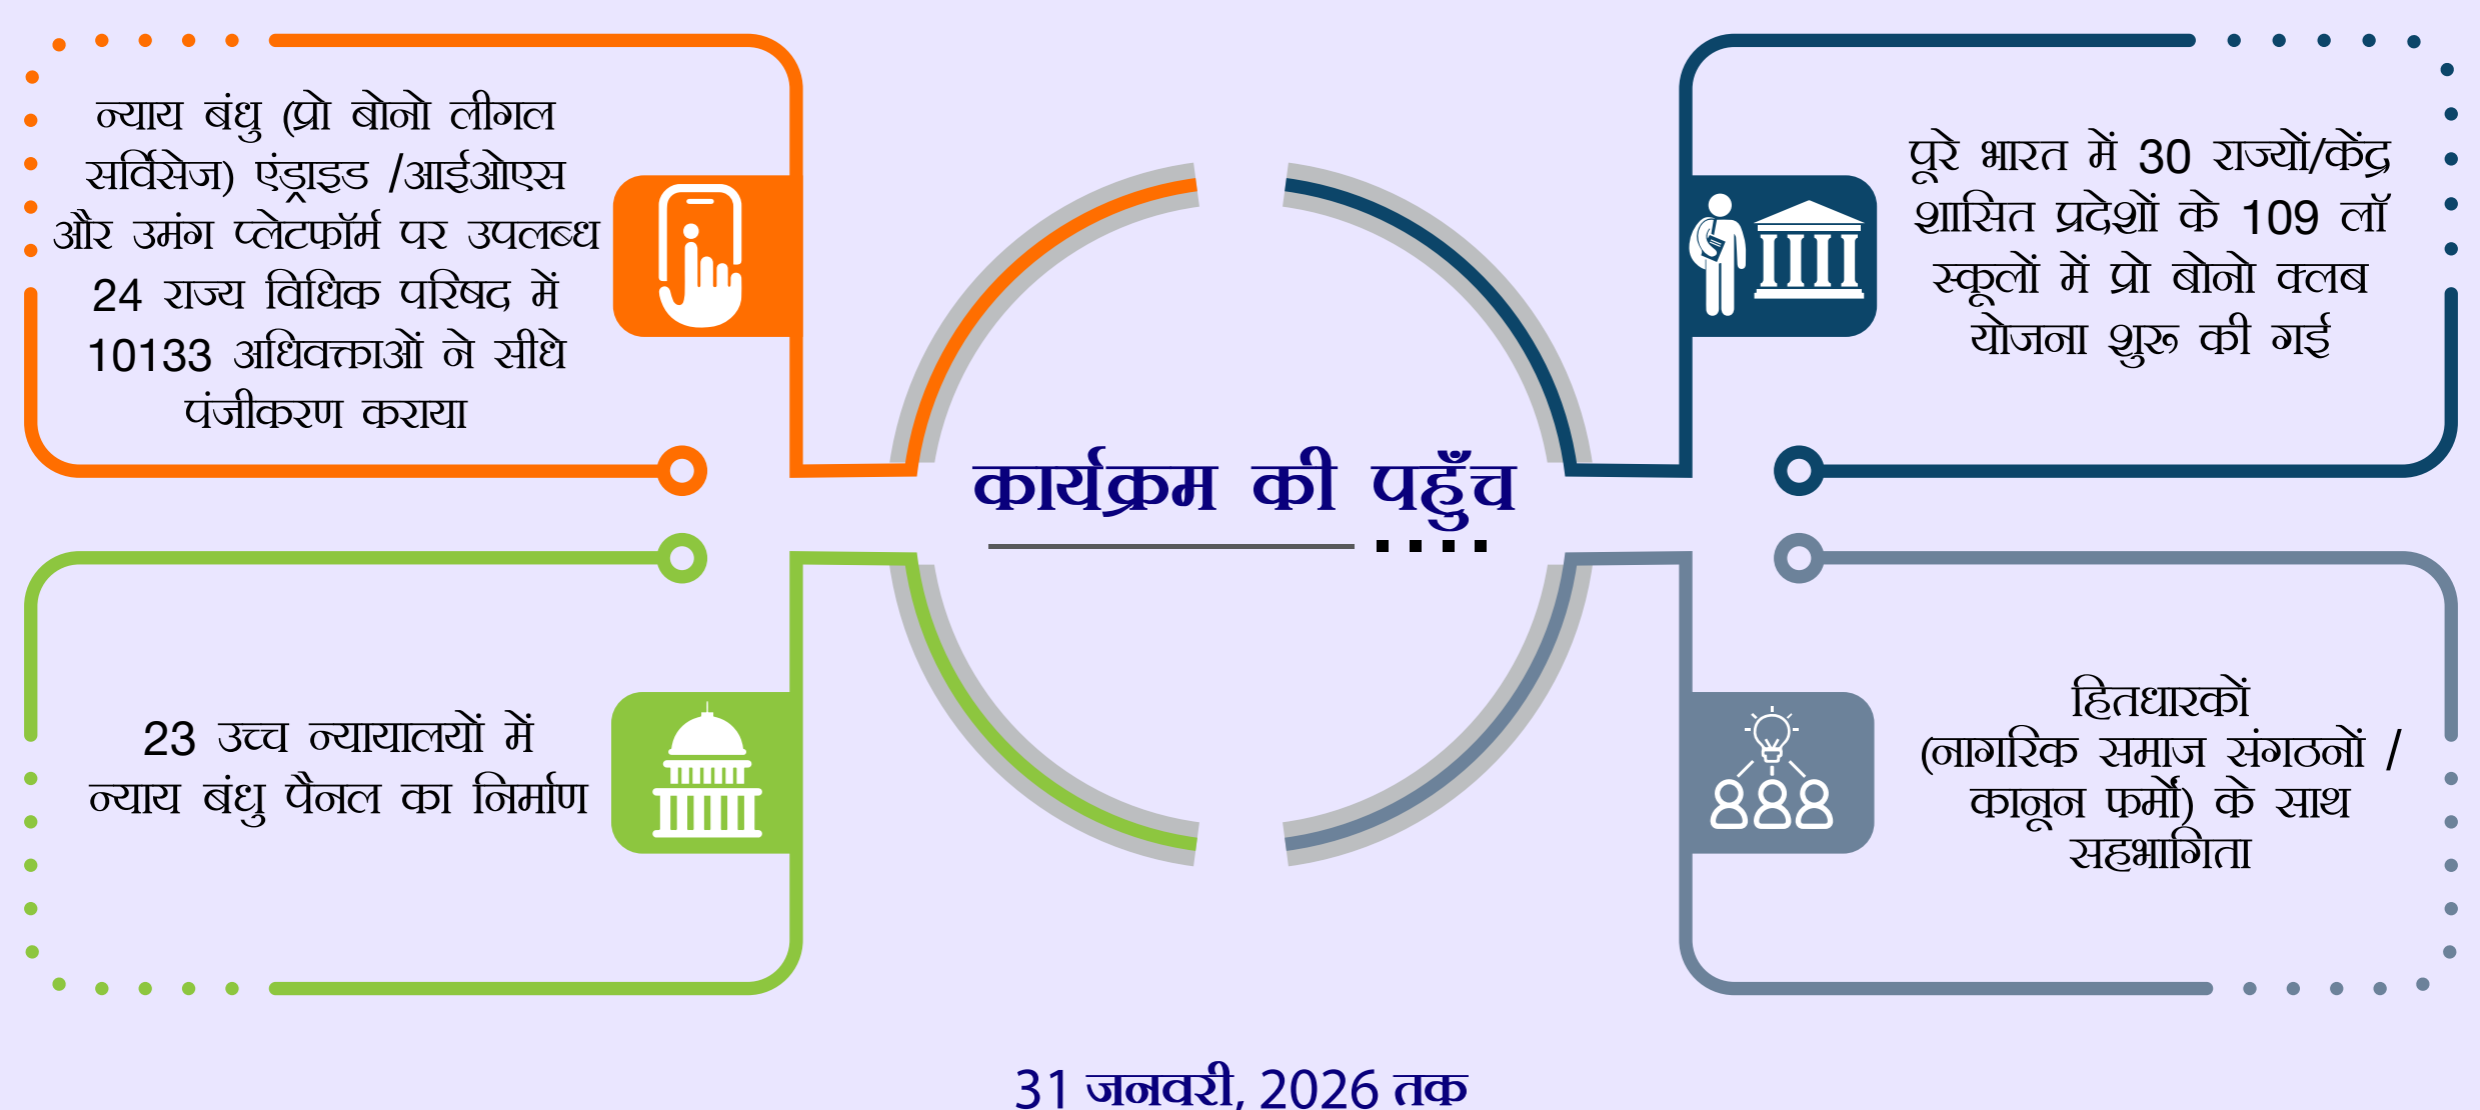 न्याय बंधु (प्रो बोनो लीगल
सर्विसेज) एंड्राइड /आईओएस
और उमंग प्लेटफॉर्म पर उपलब्ध
24 राज्य विधिक परिषद में
10133 अधिवक्ताओं ने सीधे
पंजीकरण कराया
पूरे भारत में 30 राज्यों/केंद्र
शासित प्रदेशों के 109 लॉ
स्कूलों में प्रो बोनो क्लब
योजना शुरू की गई
कार्यक्रम की पहुँच
23 उच्च न्यायालयों में
न्याय बंधु पैनल का निर्माण
हितधारकों
(नागरिक समाज संगठनों /
कानून फर्मों) के साथ
सहभागिता
31 जनवरी, 2026 तक